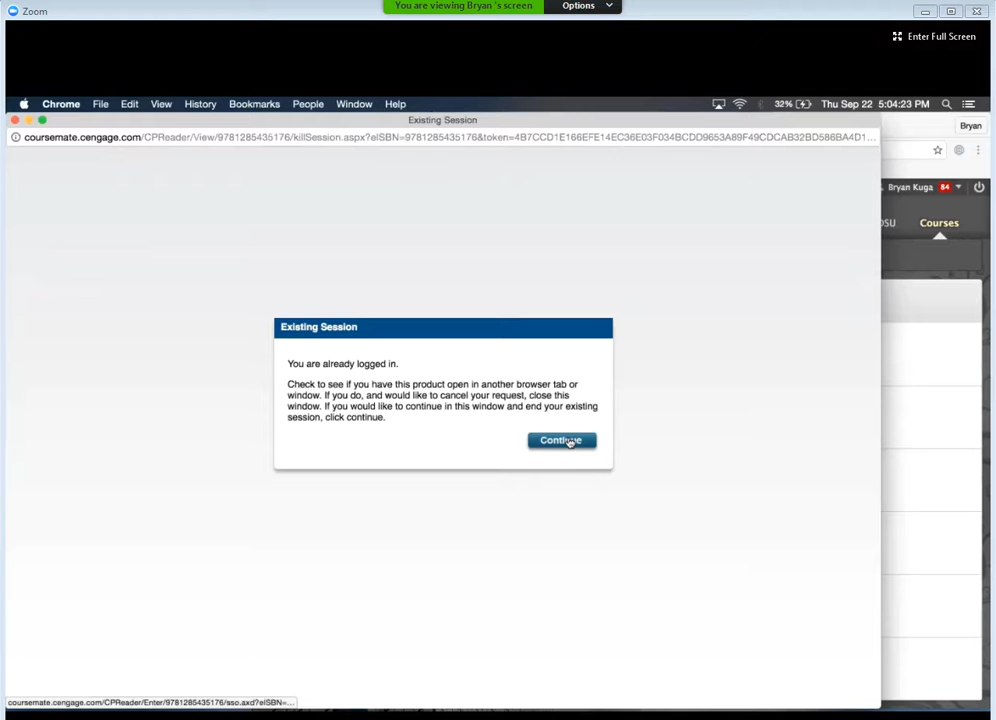 Zoom
You are viewing Bryan 's screen
Options
Enter Full Screen
Chrome File Edit View History Bookmarks People Window Help
32% Thu Sep 22 5:04:23 PM
Existing Session
Bryan
coursemate.cengage.com/CPReader/View/9781285435176/killSession.aspx?eISBN=9781285435176&token=4B7CCD1E166EFE14EC36E03F034BCDD9653A89F49CDCAB32BD586BA4D1...
Bryan Kuga 84
Courses
Existing Session
You are already logged in.
Check to see if you have this product open in another browser tab or
window. If you do, and would like to cancel your request, close this
window. If you would like to continue in this window and end your existing
session, click continue.
Continue
coursemate.cengage.com/CPReader/Enter/9781285435176/sso.axd?eISBN=...